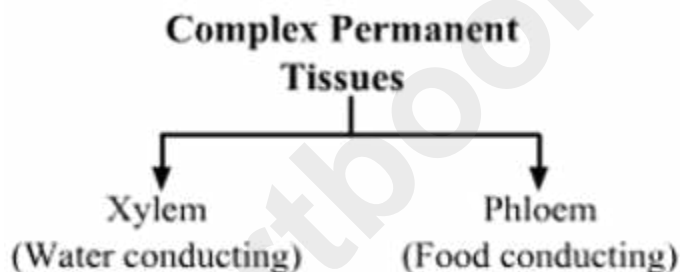 Complex Permanent
Tissues
Xylem
(Water conducting)
Phloem
(Food conducting)